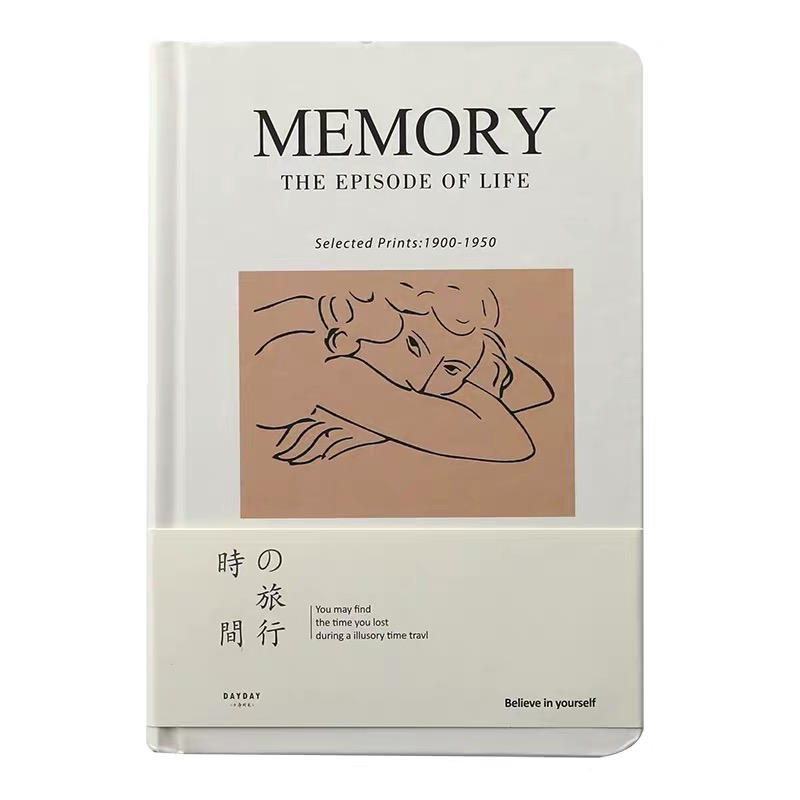 MEMORY
THE EPISODE OF LIFE
Selected Prints:1900-1950
時間
の旅行
You may find
the time you lost
during a illusory time travl
DAYDAY
Believe in yourself